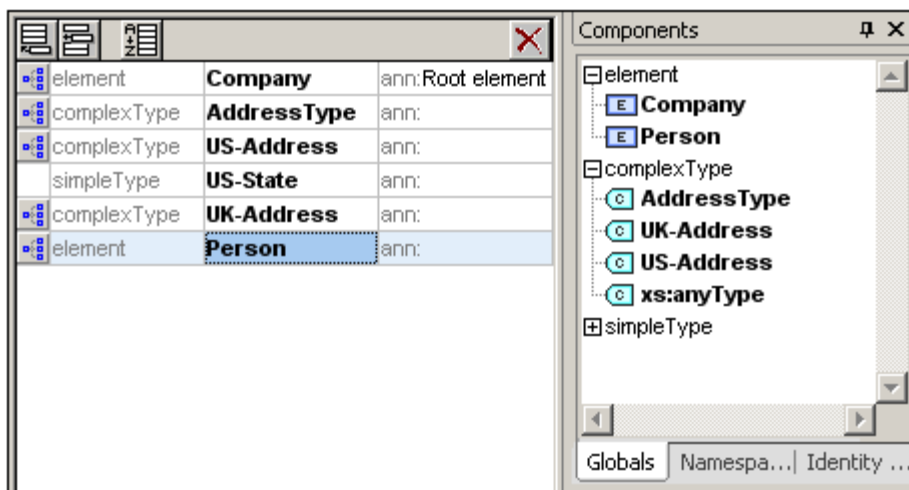 element Company ann:Root element
complexType AddressType ann:
complexType US-Address ann:
simpleType US-State ann:
complexType UK-Address ann:
element Person ann:
Components
element
E Company
E Person
complexType
C AddressType
C UK-Address
C US-Address
C xs:anyType
simpleType
Globals Namespa... Identity ...